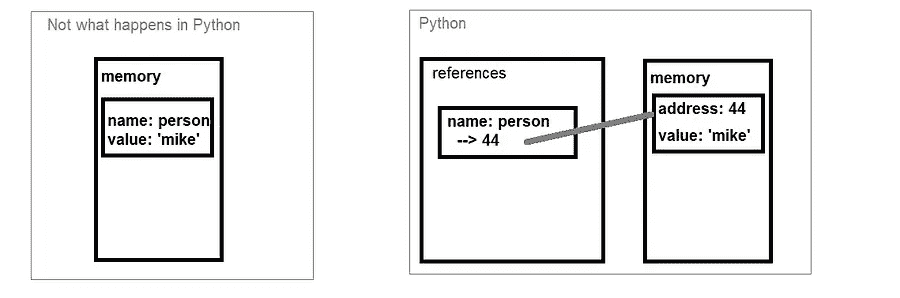 Not what happens in Python
memory
name: person
value: 'mike'
Python
references
name: person
--> 44
memory
address: 44
value: 'mike'